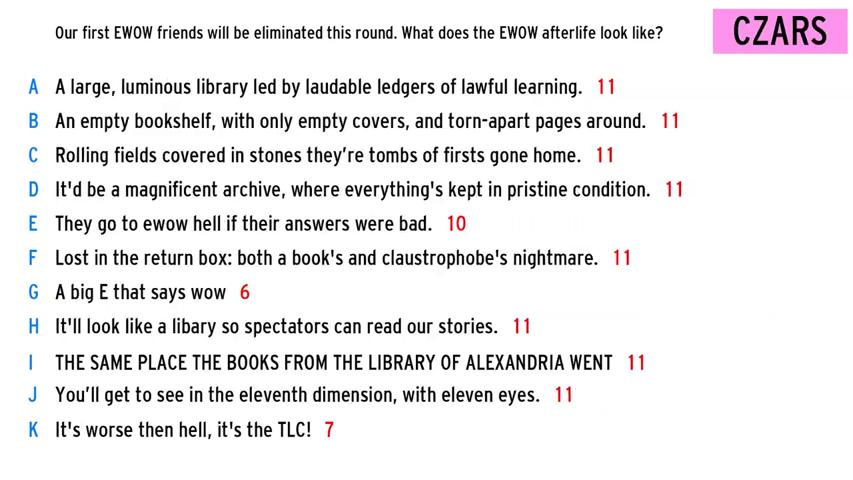 Our first EWOW friends will be eliminated this round. What does the EWOW afterlife look like?
CZARS
A A large, luminous library led by laudable ledgers of lawful learning. 11
B An empty bookshelf, with only empty covers, and torn-apart pages around. 11
C Rolling fields covered in stones they're tombs of firsts gone home. 11
D It'd be a magnificent archive, where everything's kept in pristine condition. 11
E They go to ewow hell if their answers were bad. 10
F Lost in the return box: both a book's and claustrophobe's nightmare. 11
G A big E that says wow 6
H It'll look like a libary so spectators can read our stories. 11
I THE SAME PLACE THE BOOKS FROM THE LIBRARY OF ALEXANDRIA WENT 11
J You'll get to see in the eleventh dimension, with eleven eyes. 11
K It's worse then hell, it's the TLC! 7